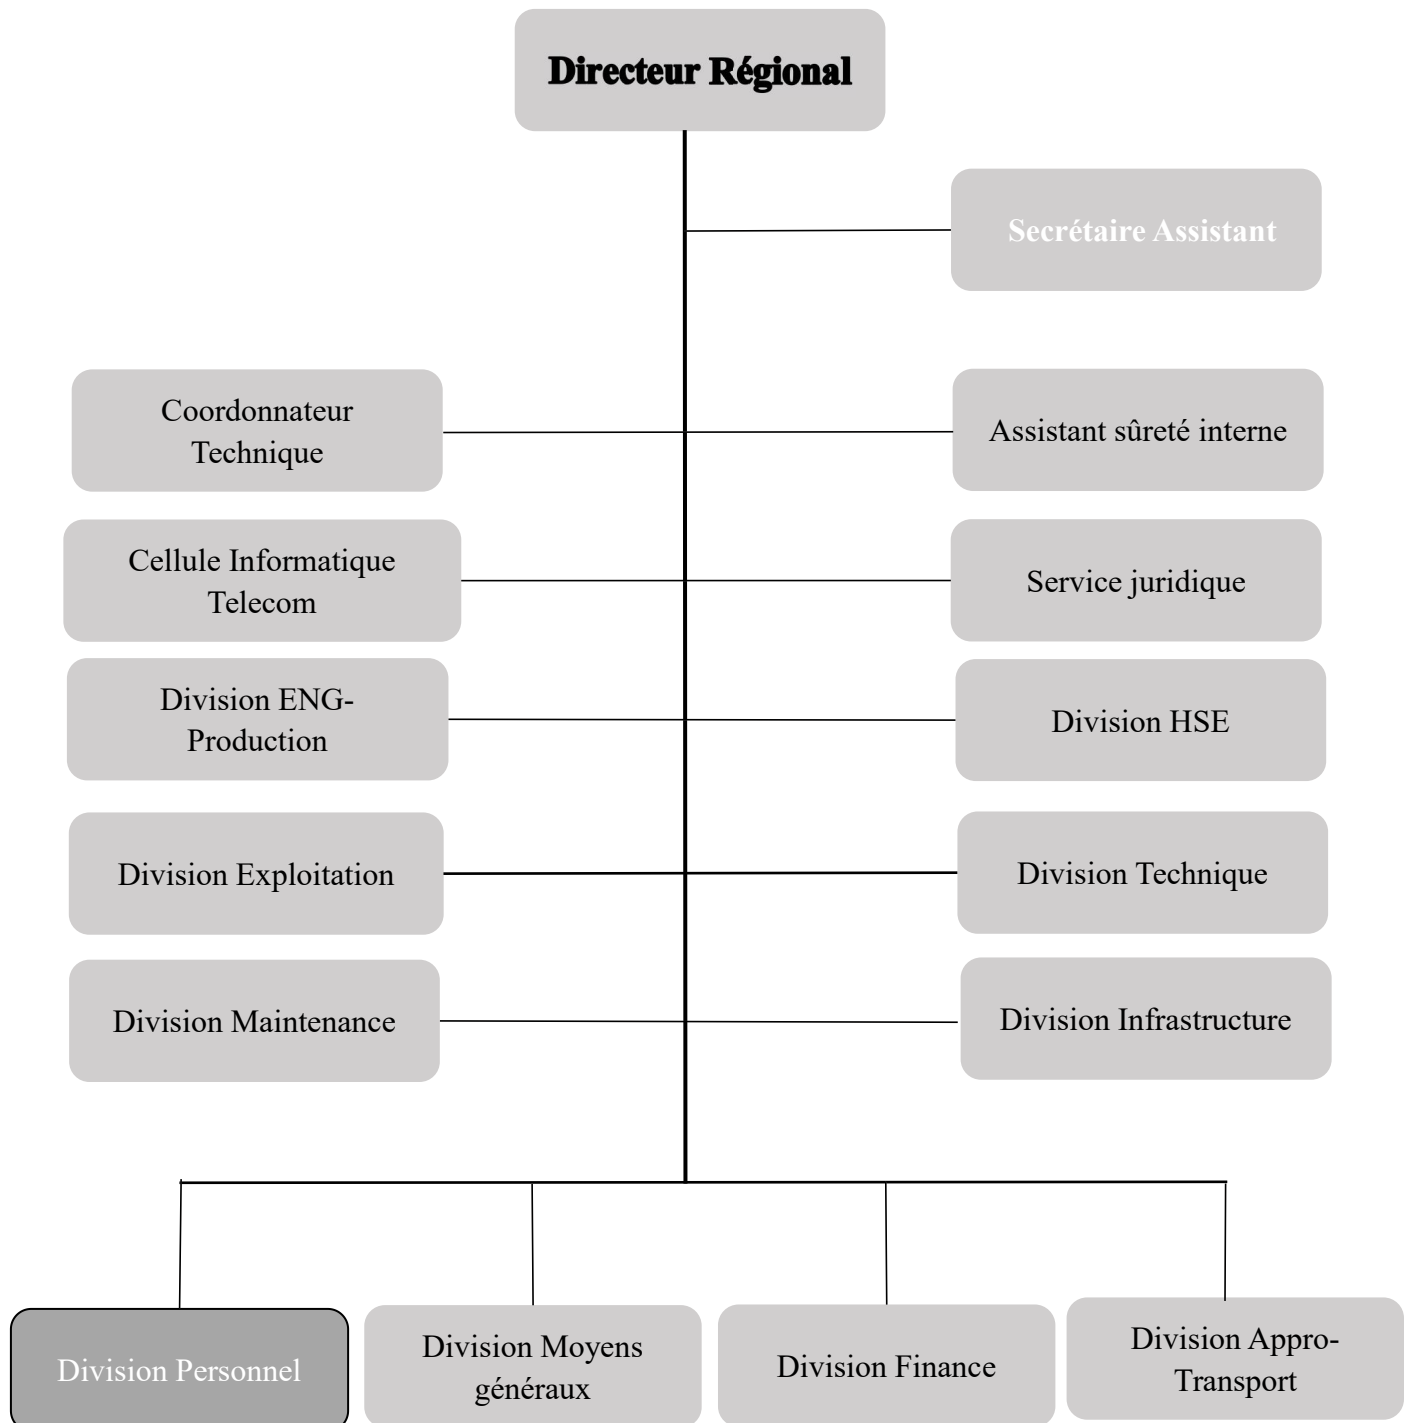 Directeur Régional
Secrétaire Assistant
Coordonnateur
Technique
Assistant sûreté interne
Cellule Informatique
Telecom
Service juridique
Division ENG-
Production
Division HSE
Division Exploitation
Division Technique
Division Maintenance
Division Infrastructure
Division Personnel
Division Moyens
généraux
Division Finance
Division Appro-
Transport